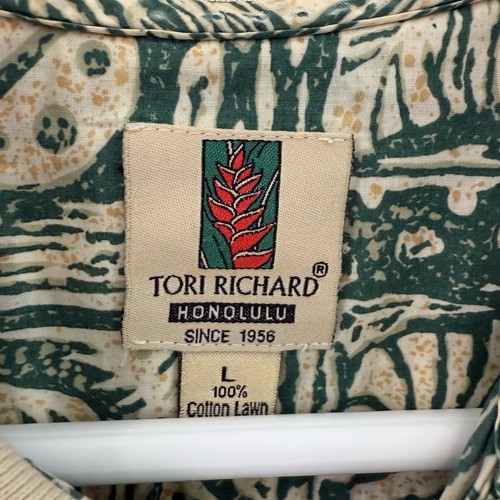 TORI RICHARD®
HONOLULU
SINCE 1956
L
100%
Cotton Lawn